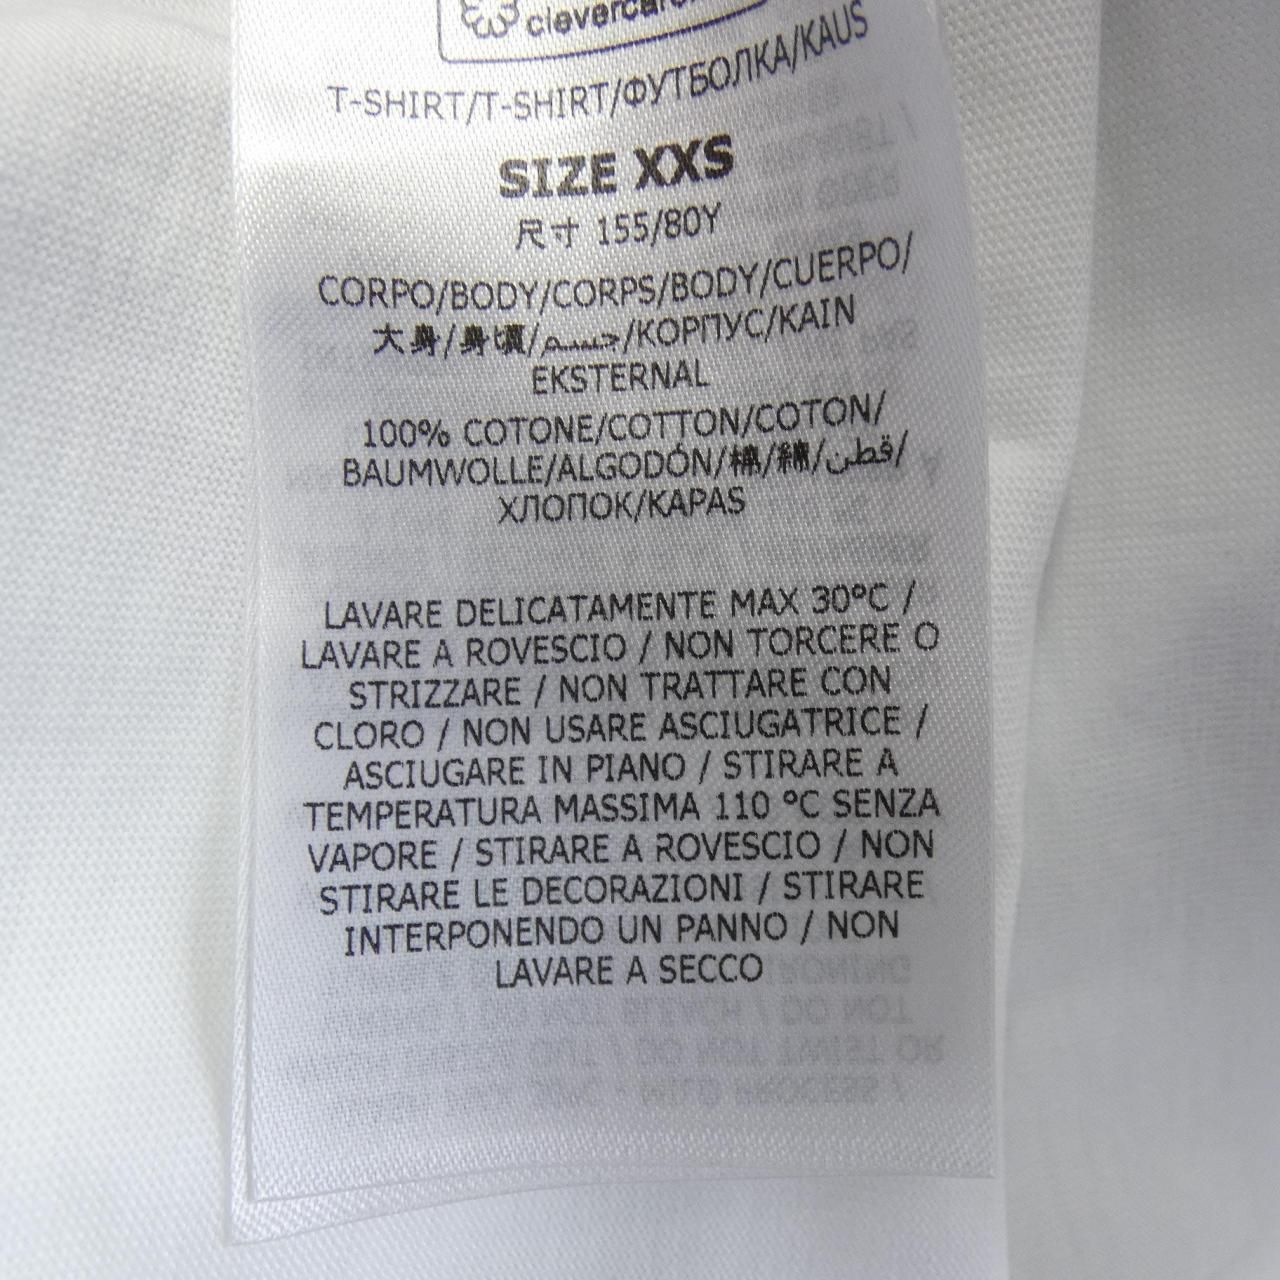 clevercare
T-SHIRT/T-SHIRT/ФУТБОЛКА/KAUS
SIZE XXS
尺寸 155/80Y
CORPO/BODY/CORPS/BODY/CUERPO/
大身/身頃/جسم/КОРПУС/KAIN
EKSTERNAL
100% COTONE/COTTON/COTON/
BAUMWOLLE/ALGODÓN/棉/綿/قطن/
ХЛОПОК/KAPAS
LAVARE DELICATAMENTE MAX 30°C /
LAVARE A ROVESCIO / NON TORCERE O
STRIZZARE / NON TRATTARE CON
CLORO / NON USARE ASCIUGATRICE /
ASCIUGARE IN PIANO / STIRARE A
TEMPERATURA MASSIMA 110 °C SENZA
VAPORE / STIRARE A ROVESCIO / NON
STIRARE LE DECORAZIONI / STIRARE
INTERPONENDO UN PANNO / NON
LAVARE A SECCO